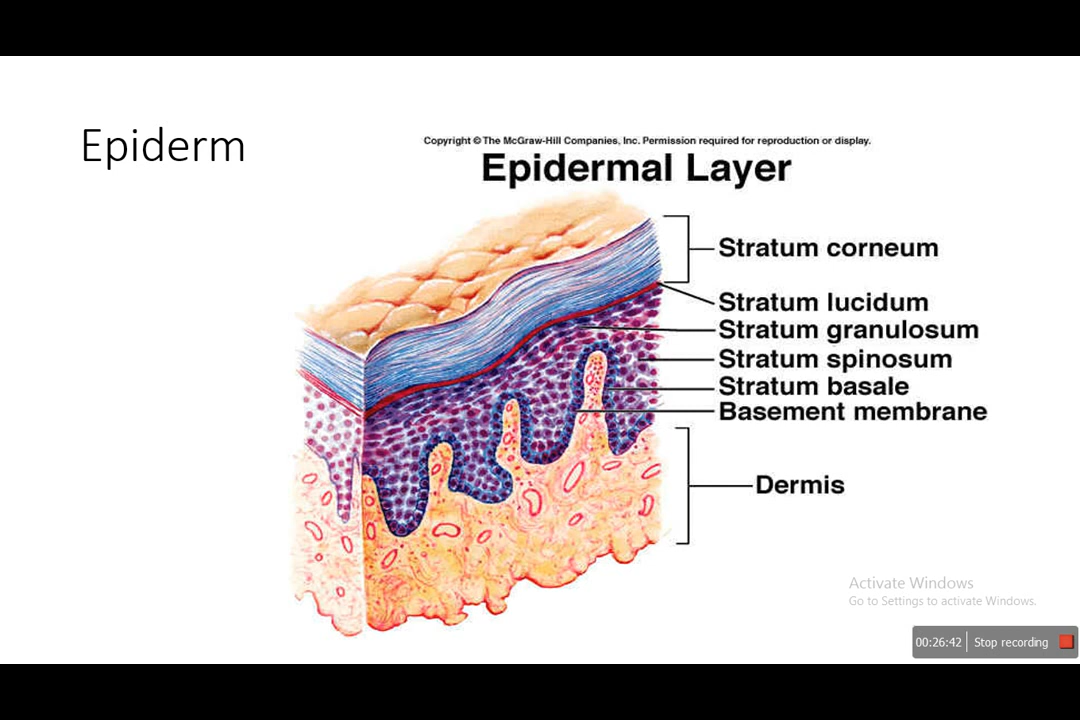 Epiderm
Copyright © The McGraw-Hill Companies, Inc. Permission required for reproduction or display.
Epidermal Layer
Stratum corneum
Stratum lucidum
Stratum granulosum
Stratum spinosum
Stratum basale
Basement membrane
Dermis
Activate Windows
Go to Settings to activate Windows.
00:26:42 Stop recording